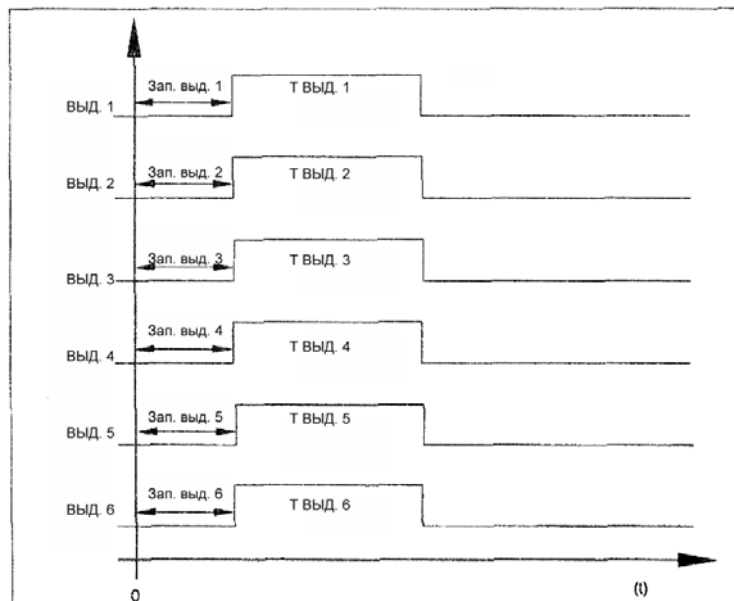 Зап. выд. 1
Т ВЫД. 1
ВЫД. 1
Зап. выд. 2
Т ВЫД. 2
ВЫД. 2
Зап. выд. 3
Т ВЫД. 3
ВЫД. 3
Зап. выд. 4
Т ВЫД. 4
ВЫД. 4
Зап. выд. 5
Т ВЫД. 5
ВЫД. 5
Зап. выд. 6
Т ВЫД. 6
ВЫД. 6
0
(t)